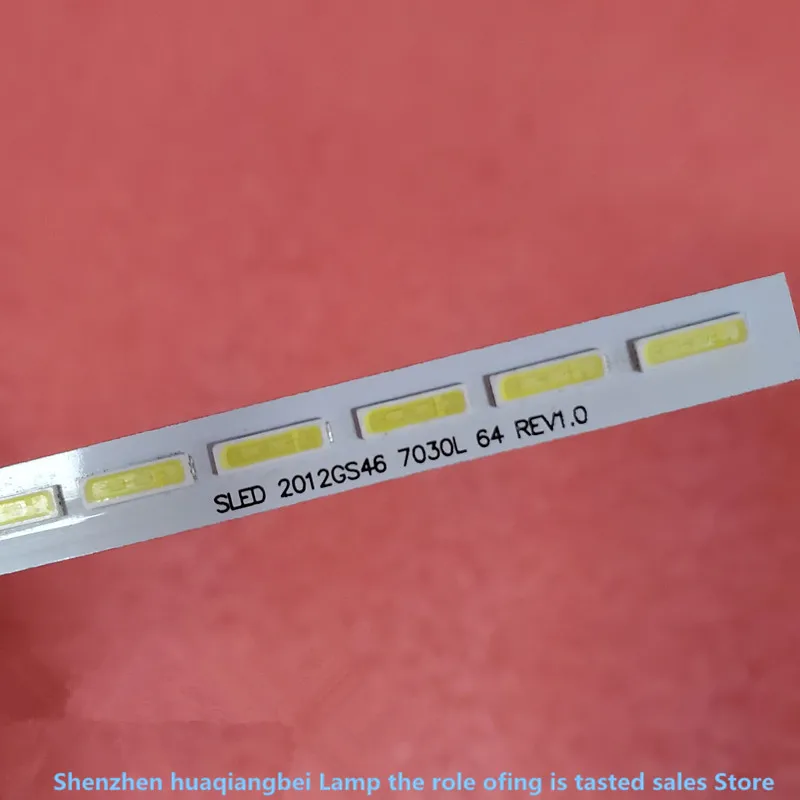 SLED 2012GS46 7030L 64 REV1.0
Shenzhen huaqiangbei Lamp the role ofing is tasted sales Store